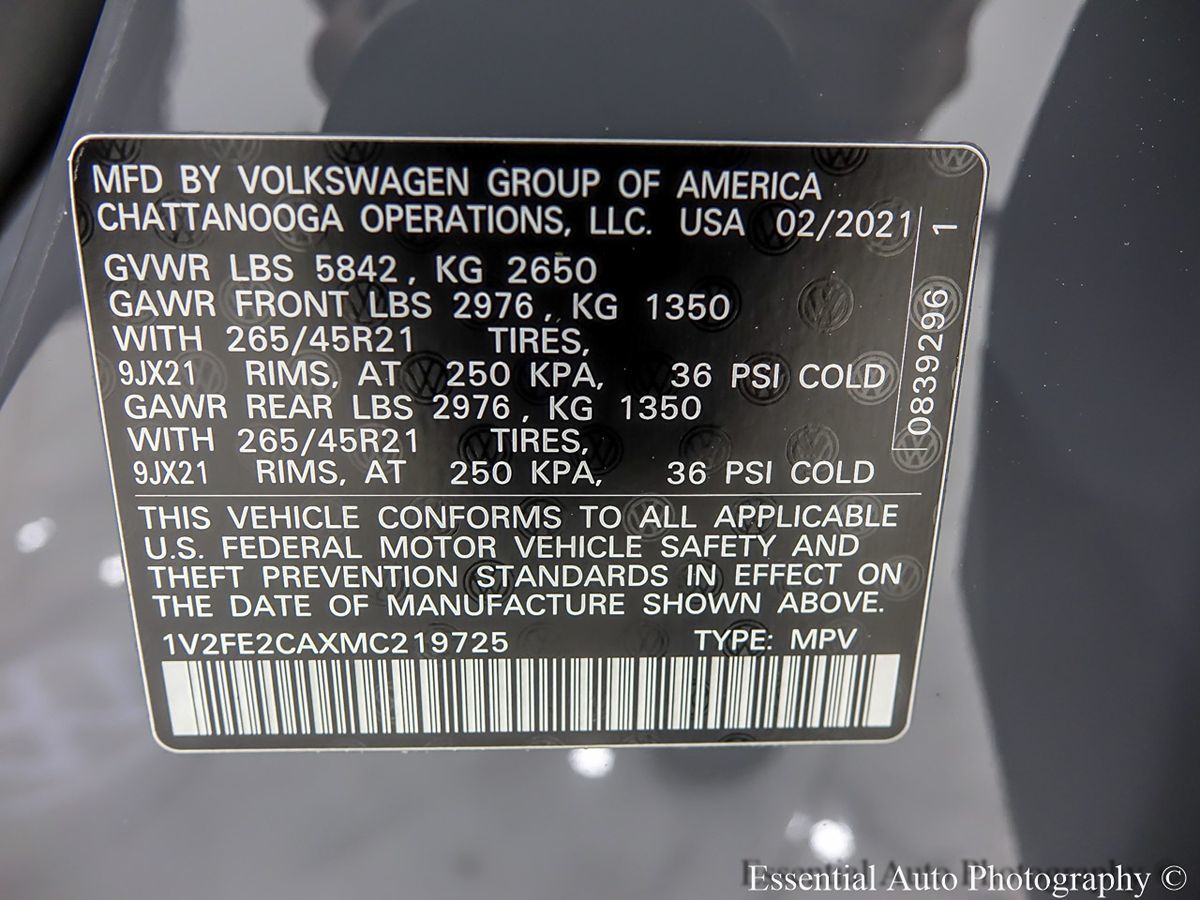 MFD BY VOLKSWAGEN GROUP OF AMERICA
CHATTANOOGA OPERATIONS, LLC. USA 02/2021
GVWR LBS 5842, KG 2650
GAWR FRONT LBS 2976, KG 1350
WITH 265/45R21 TIRES,
9JX21 RIMS, AT 250 KPA, 36 PSI COLD
GAWR REAR LBS 2976, KG 1350
WITH 265/45R21 TIRES,
9JX21 RIMS, AT 250 KPA, 36 PSI COLD
0839296 1
THIS VEHICLE CONFORMS TO ALL APPLICABLE
U.S. FEDERAL MOTOR VEHICLE SAFETY AND
THEFT PREVENTION STANDARDS IN EFFECT ON
THE DATE OF MANUFACTURE SHOWN ABOVE.
1V2FE2CAXMC219725 TYPE: MPV
Essential Auto Photography ©